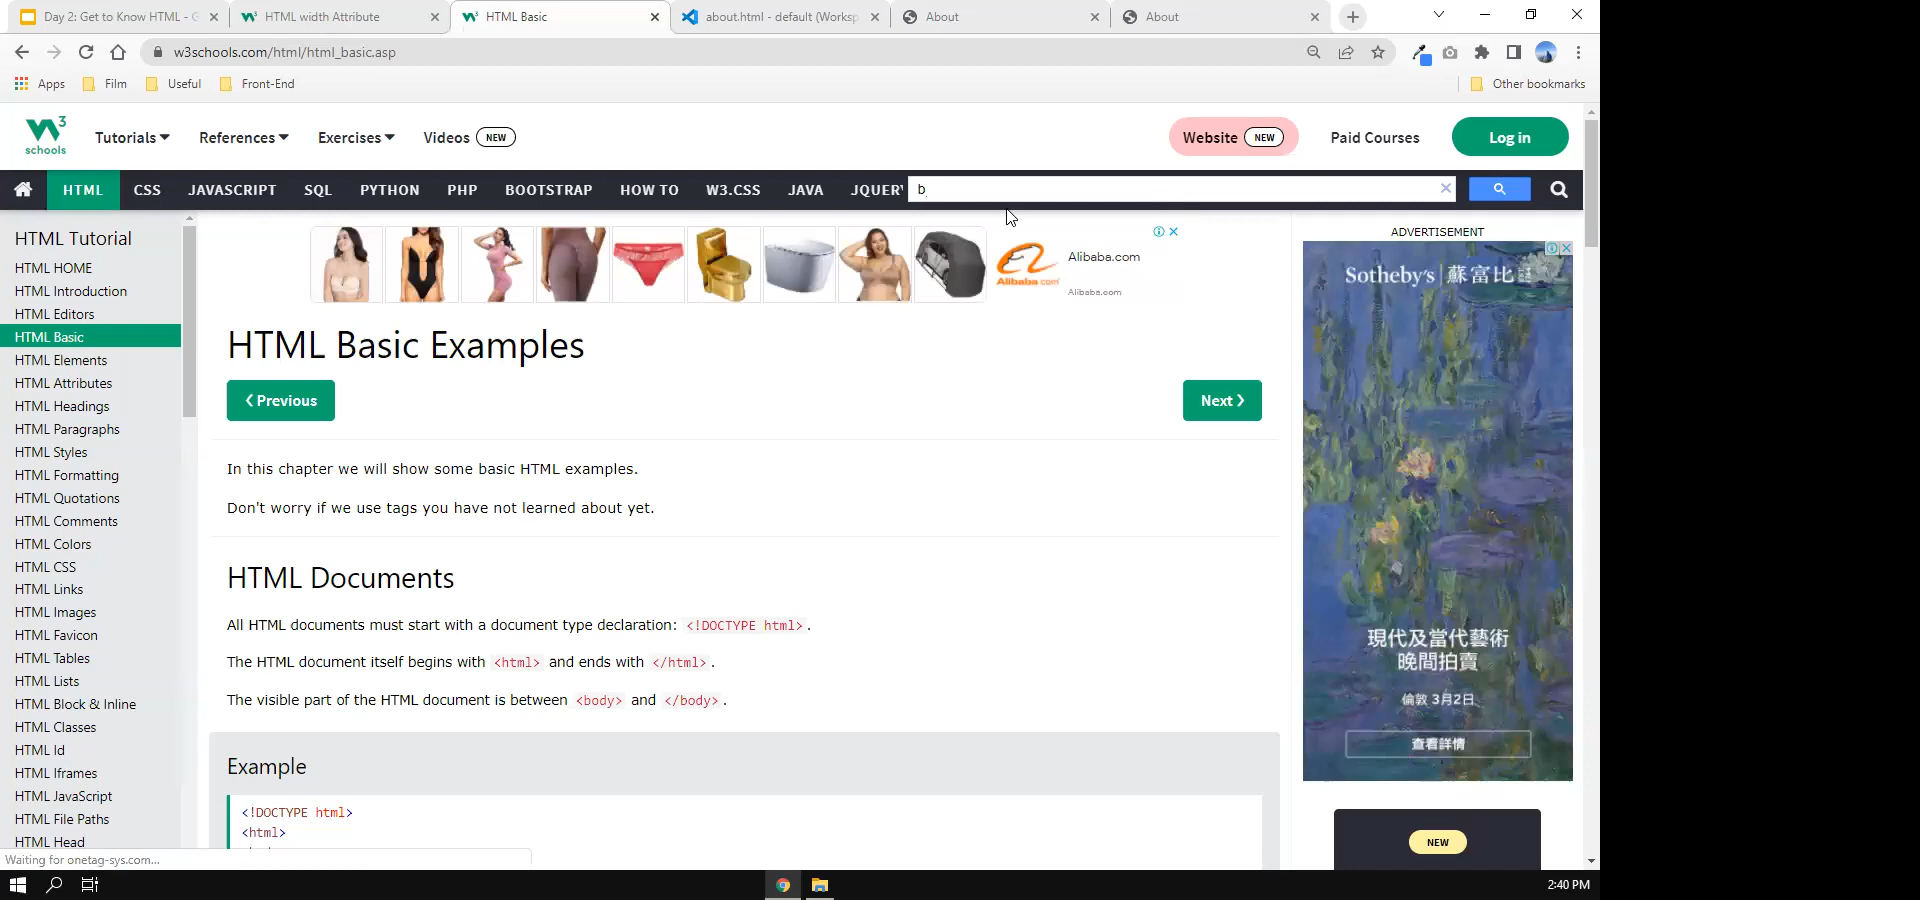 Day 2: Get to Know HTML - G
HTML width Attribute
HTML Basic
about.html - default (Worksp
About
About
w3schools.com/html/html_basic.asp
Apps
Film
Useful
Front-End
Other bookmarks
W3
schools
Tutorials
References
Exercises
Videos NEW
Website NEW
Paid Courses
Log in
HTML
CSS
JAVASCRIPT
SQL
PYTHON
PHP
BOOTSTRAP
HOW TO
W3.CSS
JAVA
JQUER
b
HTML Tutorial
HTML HOME
HTML Introduction
HTML Editors
HTML Basic
HTML Elements
HTML Attributes
HTML Headings
HTML Paragraphs
HTML Styles
HTML Formatting
HTML Quotations
HTML Comments
HTML Colors
HTML CSS
HTML Links
HTML Images
HTML Favicon
HTML Tables
HTML Lists
HTML Block & Inline
HTML Classes
HTML Id
HTML Iframes
HTML JavaScript
HTML File Paths
HTML Head
Alibaba.com
Alibaba.com
Alibaba.com
HTML Basic Examples
❮ Previous
Next ❯
In this chapter we will show some basic HTML examples.
Don't worry if we use tags you have not learned about yet.
HTML Documents
All HTML documents must start with a document type declaration: <!DOCTYPE html>.
The HTML document itself begins with <html> and ends with </html>.
The visible part of the HTML document is between <body> and </body>.
Example
<!DOCTYPE html>
<html>
ADVERTISEMENT
Sotheby's | 蘇富比
現代及當代藝術
晚間拍賣
倫敦 3月2日
查看詳情
NEW
Waiting for onetag-sys.com...
2:40 PM